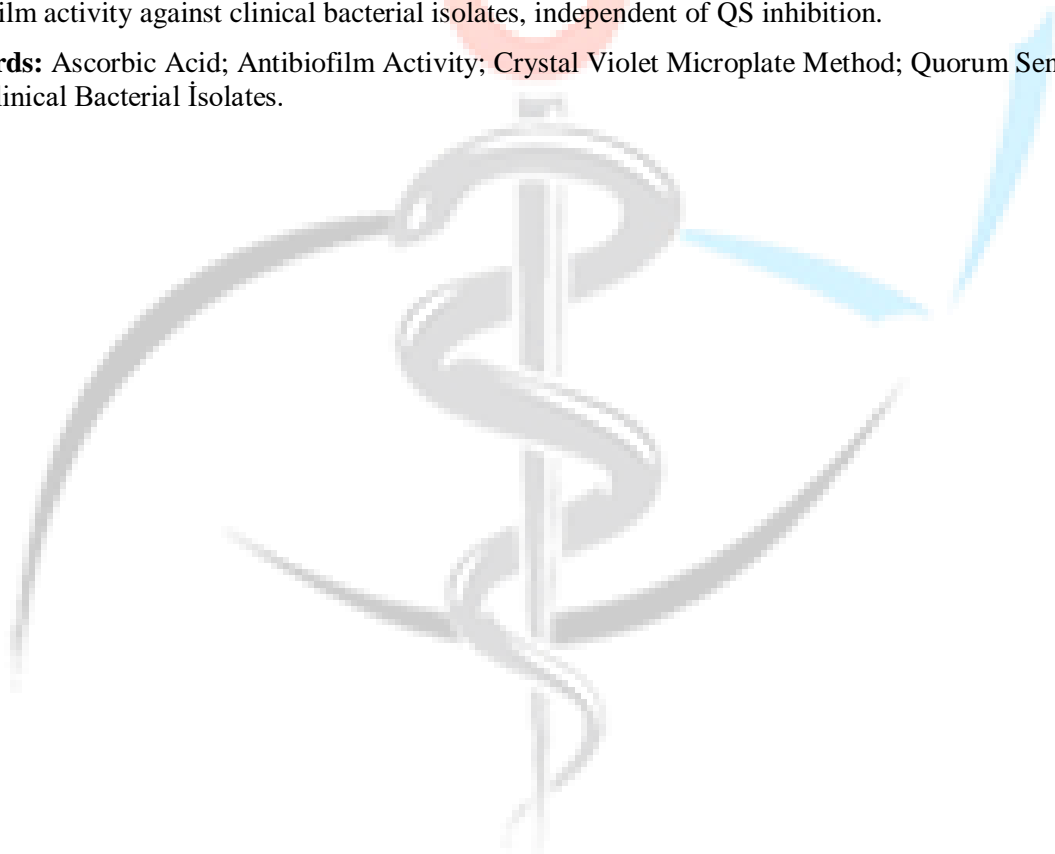 ilm activity against clinical bacterial isolates, independent of QS inhibition.
rds: Ascorbic Acid; Antibiofilm Activity; Crystal Violet Microplate Method; Quorum Sen
linical Bacterial İsolates.